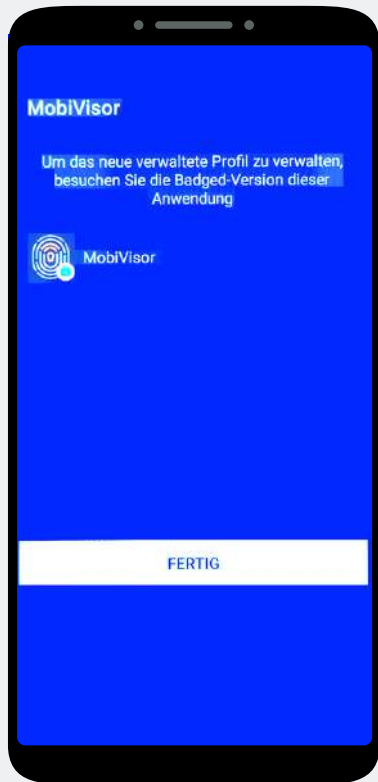 MobiVisor
Um das neue verwaltete Profil zu verwalten,
besuchen Sie die Badged-Version dieser
Anwendung
MobiVisor
FERTIG